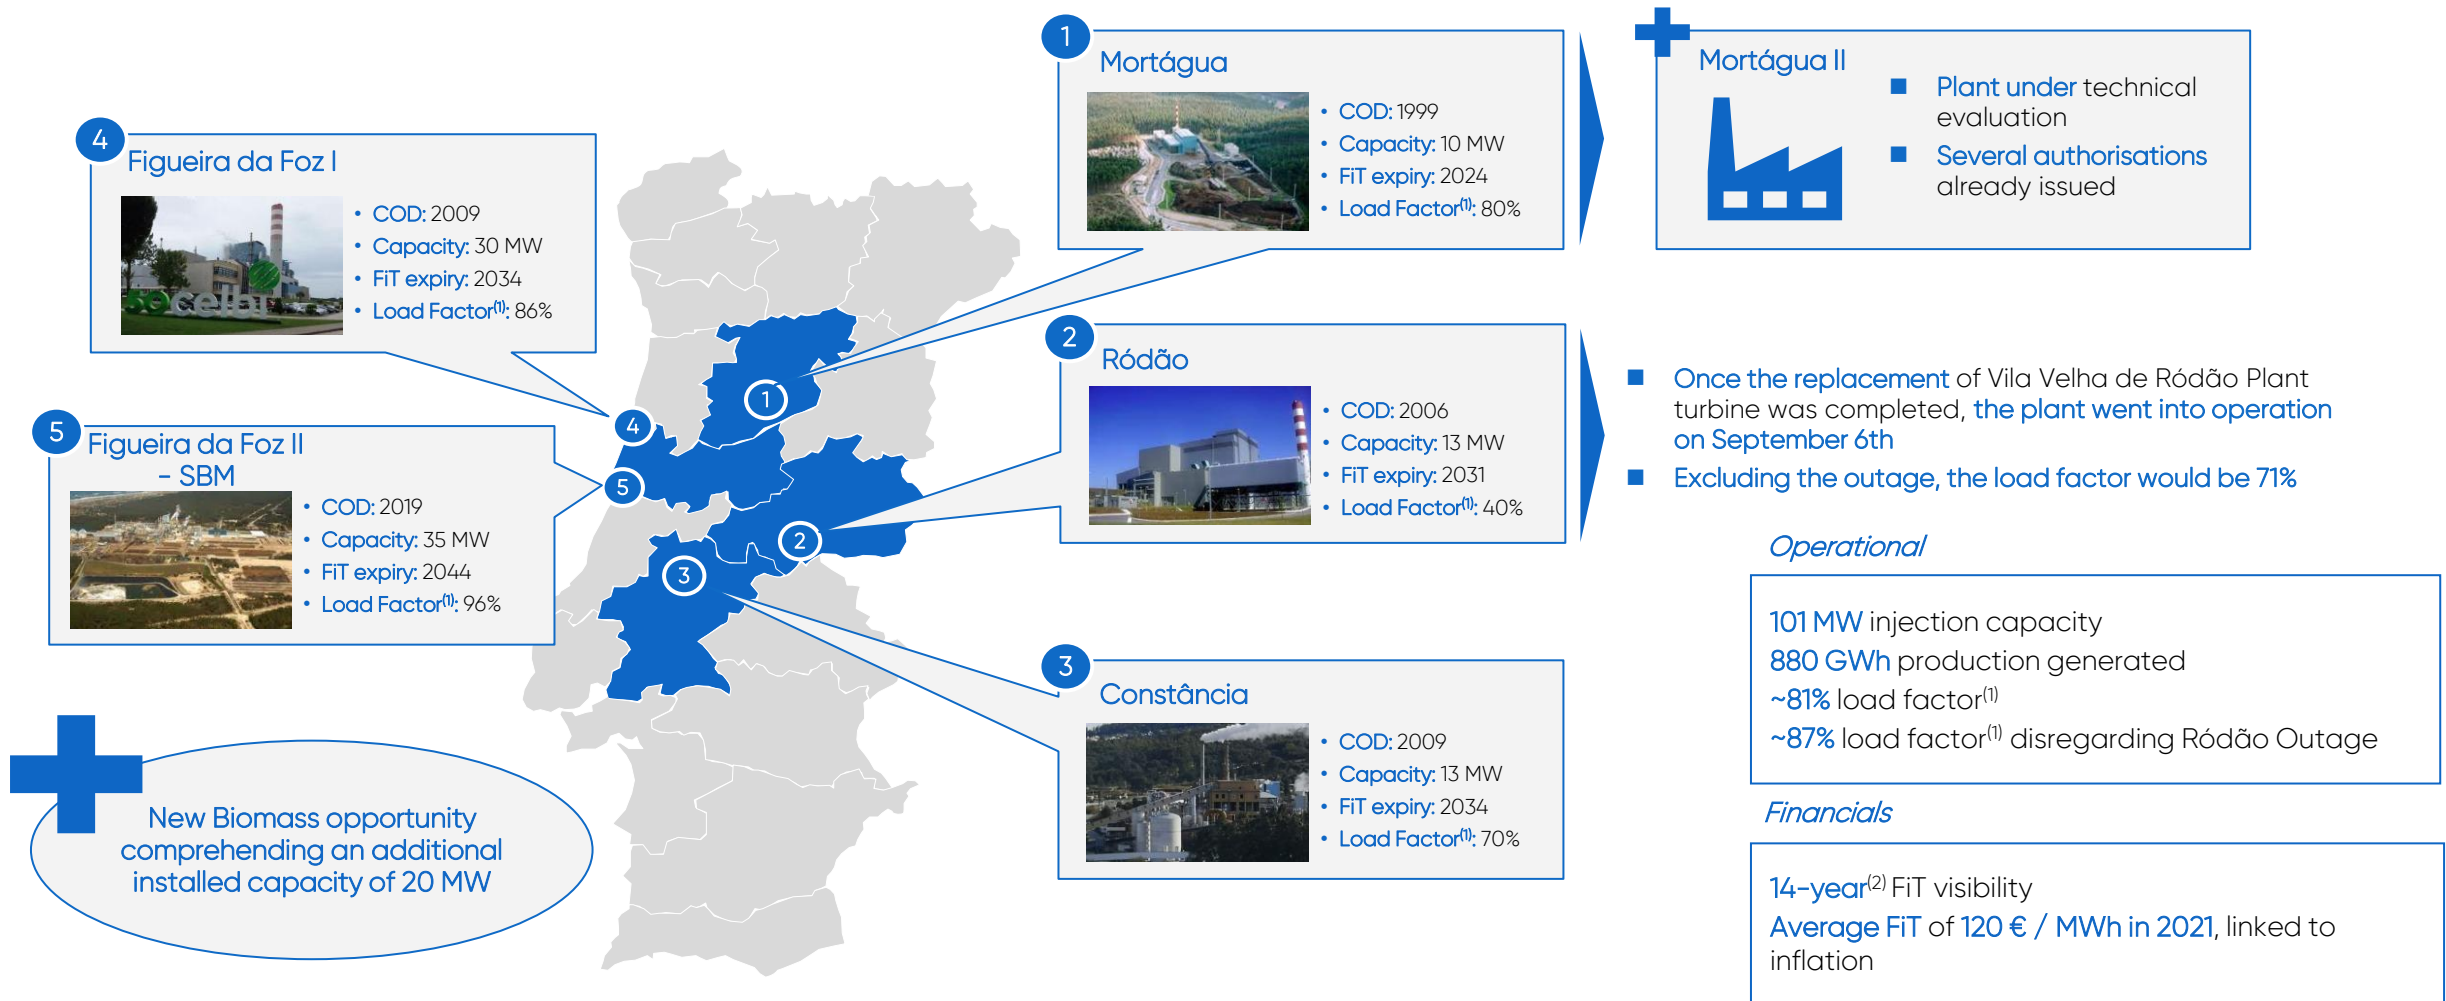 1
Mortágua
• COD: 1999
• Capacity: 10 MW
• FiT expiry: 2024
• Load Factor(1): 80%
Mortágua II
Plant under technical
evaluation
Several authorisations
already issued
4
Figueira da Foz I
50celbi
• COD: 2009
• Capacity: 30 MW
• FiT expiry: 2034
• Load Factor(1): 86%
2
Ródão
• COD: 2006
• Capacity: 13 MW
• FiT expiry: 2031
• Load Factor(1): 40%
Once the replacement of Vila Velha de Ródão Plant
turbine was completed, the plant went into operation
on September 6th
Excluding the outage, the load factor would be 71%
5
Figueira da Foz II
- SBM
• COD: 2019
• Capacity: 35 MW
• FiT expiry: 2044
• Load Factor(1): 96%
1
4
5
2
3
3
Constância
• COD: 2009
• Capacity: 13 MW
• FiT expiry: 2034
• Load Factor(1): 70%
Operational
101 MW injection capacity
880 GWh production generated
~81% load factor(1)
~87% load factor(1) disregarding Ródão Outage
Financials
14-year(2) FiT visibility
Average FiT of 120 € / MWh in 2021, linked to
inflation
New Biomass opportunity
comprehending an additional
installed capacity of 20 MW